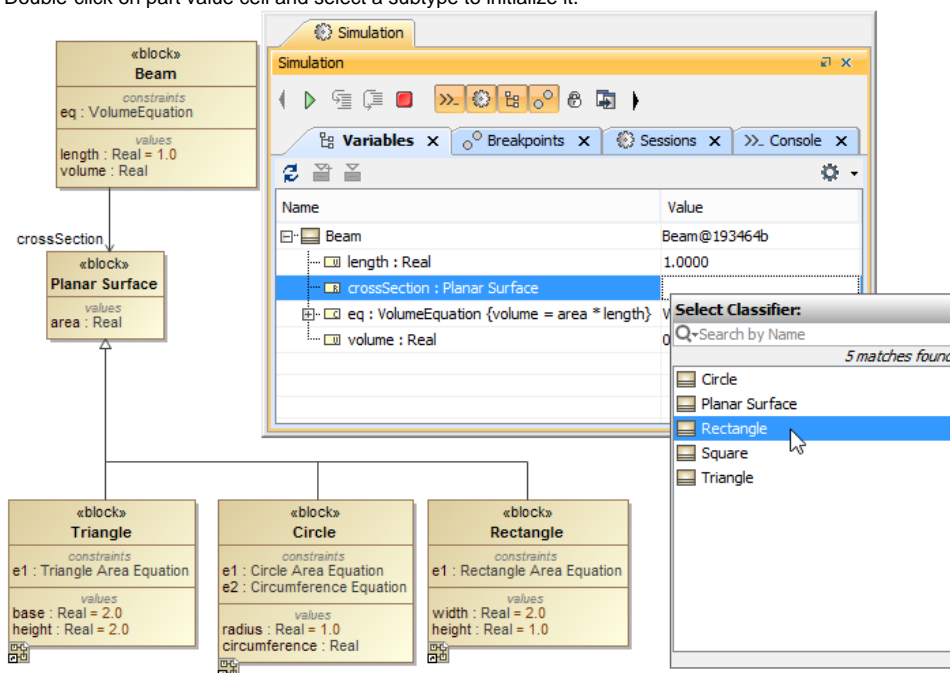 Double-click on part value cell and select a subtype to initialize it.
«block»
Beam
constraints
eq : VolumeEquation
values
length : Real = 1.0
volume : Real
crossSection
«block»
Planar Surface
values
area : Real
Simulation
Simulation
Variables
Breakpoints
Sessions
Console
Name Value
Beam Beam@193464b
length : Real 1.0000
crossSection : Planar Surface
eq : VolumeEquation {volume = area * length} V
volume : Real 0
Select Classifier:
Search by Name
5 matches found
Circle
Planar Surface
Rectangle
Square
Triangle
«block»
Triangle
constraints
e1 : Triangle Area Equation
values
base : Real = 2.0
height : Real = 2.0
«block»
Circle
constraints
e1 : Circle Area Equation
e2 : Circumference Equation
values
radius : Real = 1.0
circumference : Real
«block»
Rectangle
constraints
e1 : Rectangle Area Equation
values
width : Real = 2.0
height : Real = 1.0